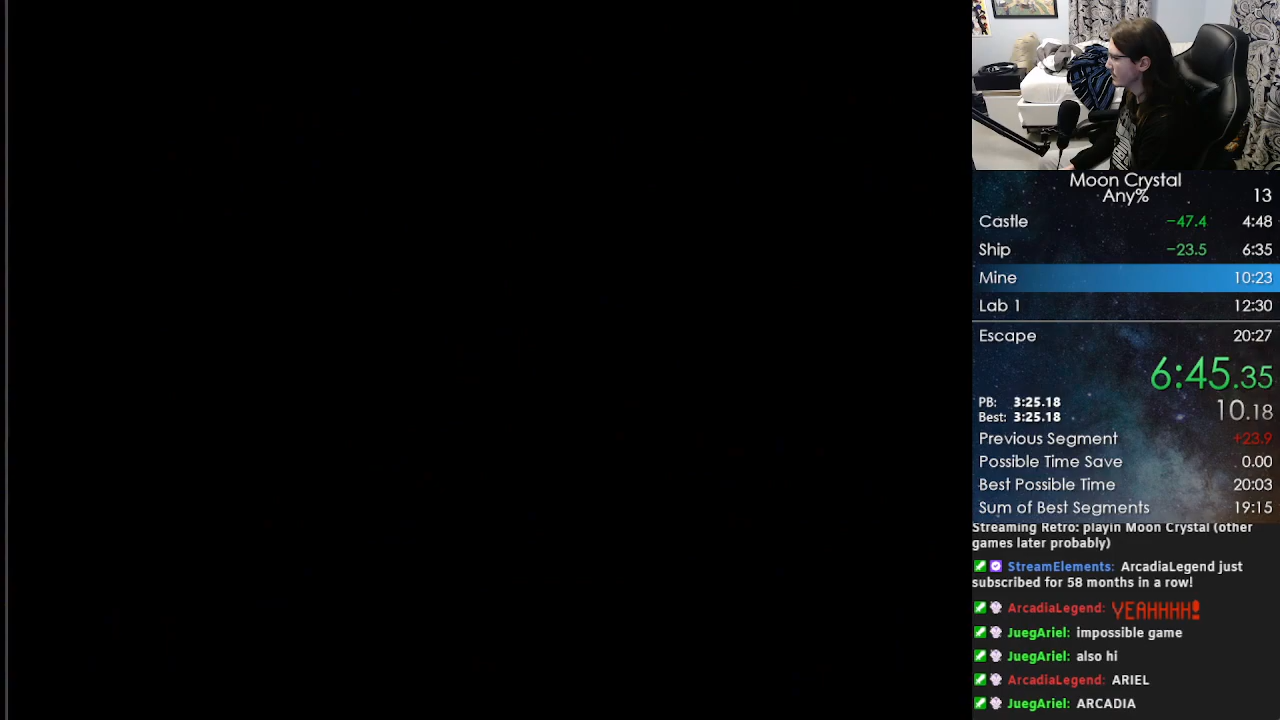 Moon Crystal
Any% 13
Castle -47.4 4:48
Ship -23.5 6:35
Mine 10:23
Lab 1 12:30
Escape 20:27
6:45.35
PB: 3:25.18
Best: 3:25.18
10.18
Previous Segment +23.9
Possible Time Save 0.00
Best Possible Time 20:03
Sum of Best Segments 19:15
Streaming Retro: playin Moon Crystal (other
games later probably)
StreamElements: ArcadiaLegend just
subscribed for 58 months in a row!
ArcadiaLegend: YEAHHHH!
JuegAriel: impossible game
JuegAriel: also hi
ArcadiaLegend: ARIEL
JuegAriel: ARCADIA